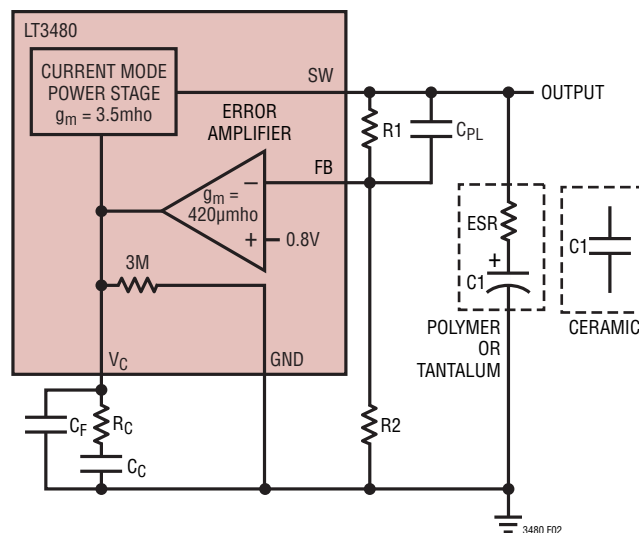 LT3480
CURRENT MODE
POWER STAGE
gm = 3.5mho
SW
OUTPUT
ERROR
AMPLIFIER
R1
CPL
FB
gm =
420µmho
–
+
0.8V
ESR
+
C1
C1
3M
POLYMER
OR
TANTALUM
CERAMIC
VC
GND
CF
RC
CC
R2
3480 F02